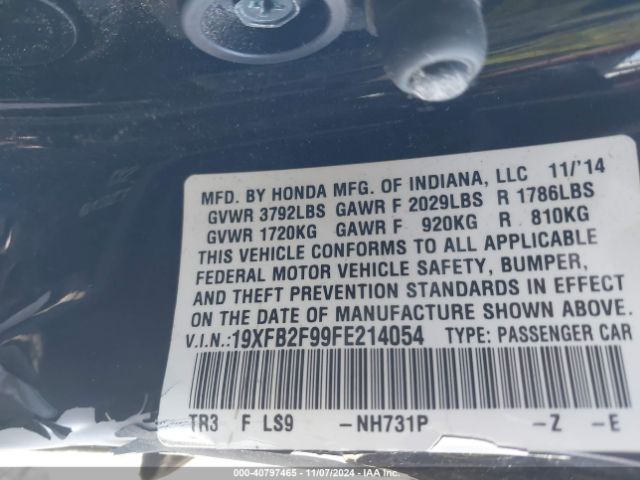 MFD. BY HONDA MFG. OF INDIANA, LLC 11/'14
GVWR 3792LBS GAWR F 2029LBS R 1786LBS
GVWR 1720KG GAWR F 920KG R 810KG
THIS VEHICLE CONFORMS TO ALL APPLICABLE
FEDERAL MOTOR VEHICLE SAFETY, BUMPER,
AND THEFT PREVENTION STANDARDS IN EFFECT
ON THE DATE OF MANUFACTURE SHOWN ABOVE.
V.I.N.:19XFB2F99FE214054 TYPE: PASSENGER CAR
TR3 F LS9 -NH731P -Z -E
000-40797465 - 11/07/2024 - IAAI.COM